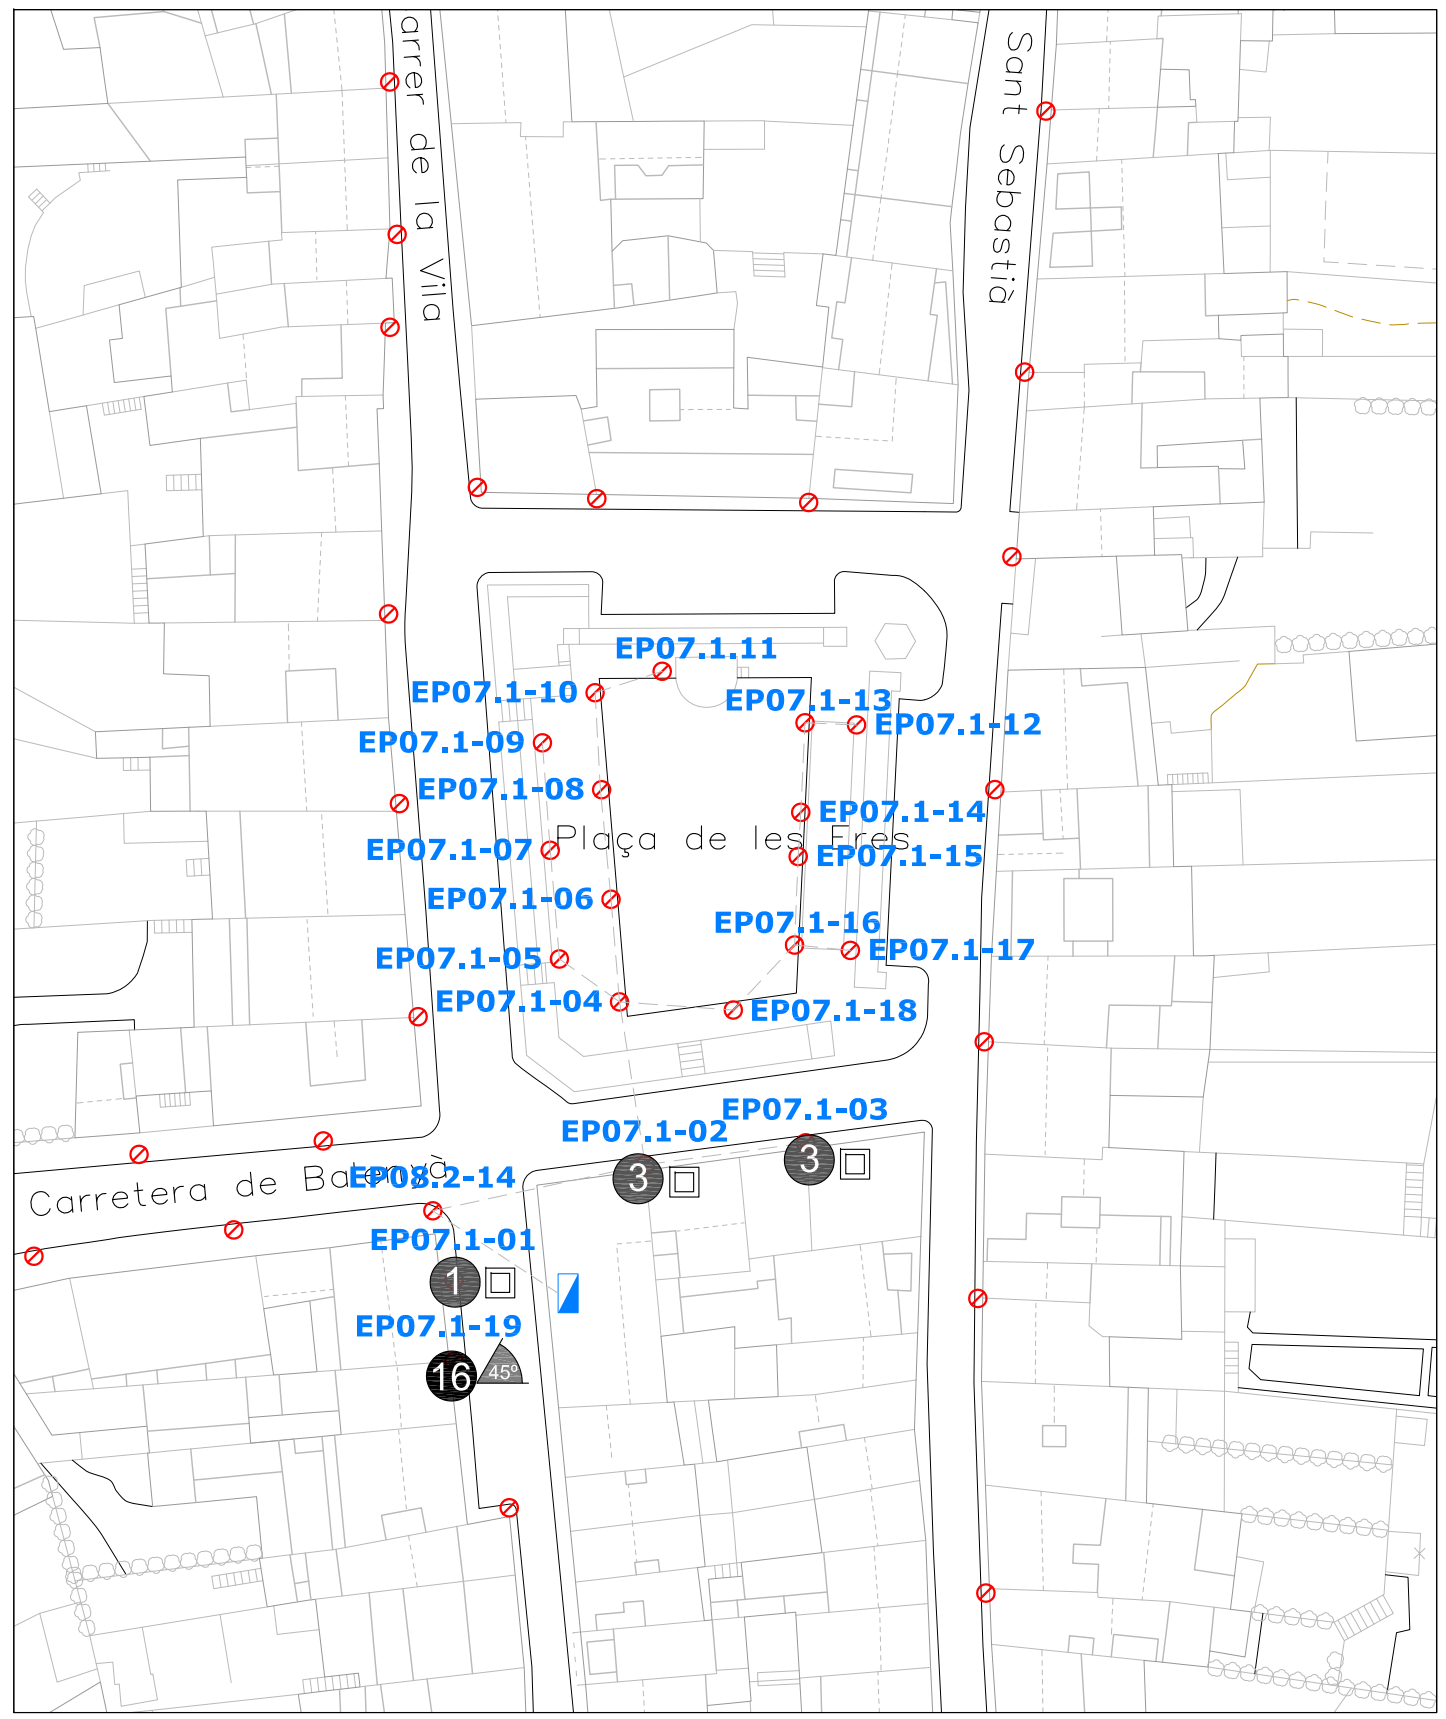 arrer de la Vila
Sant Sebastià
EP07.1.11
EP07.1-10
EP07.1-13
EP07.1-12
EP07.1-09
EP07.1-08
EP07.1-14
Plaça de les Eres
EP07.1-07
EP07.1-15
EP07.1-06
EP07.1-16
EP07.1-17
EP07.1-05
EP07.1-04
EP07.1-18
EP07.1-03
EP07.1-02
3
3
Carretera de Balenyà
EP08.2-14
EP07.1-01
1
EP07.1-19
16
45º